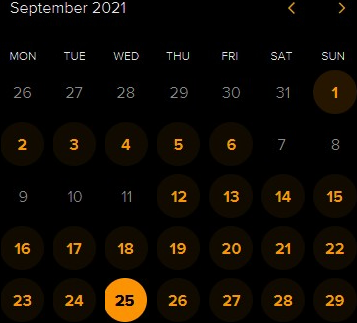 September 2021
MON TUE WED THU FRI SAT SUN
26 27 28 29 30 31 1
2 3 4 5 6 7 8
9 10 11 12 13 14 15
16 17 18 19 20 21 22
23 24 25 26 27 28 29